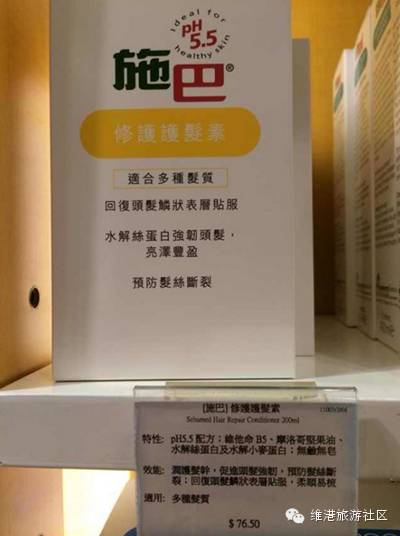 ideal for healthy skin
pH 5.5
施巴®
修護護髮素
適合多種髮質
回復頭髮鱗狀表層貼服
水解絲蛋白強韌頭髮，
亮澤豐盈
預防髮絲斷裂
[施巴] 修護護髮素
Sebamed Hair Repair Conditioner 200ml
特性: pH5.5 配方；維他命 B5、摩洛哥堅果油、
水解絲蛋白及水解小麥蛋白；無鹼無皂
效能: 潤護髮幹，促進頭髮強韌，預防髮絲斷
裂；回復頭髮鱗狀表層貼服，柔順易梳
適用: 多種髮質
$ 76.50
维港旅游社区